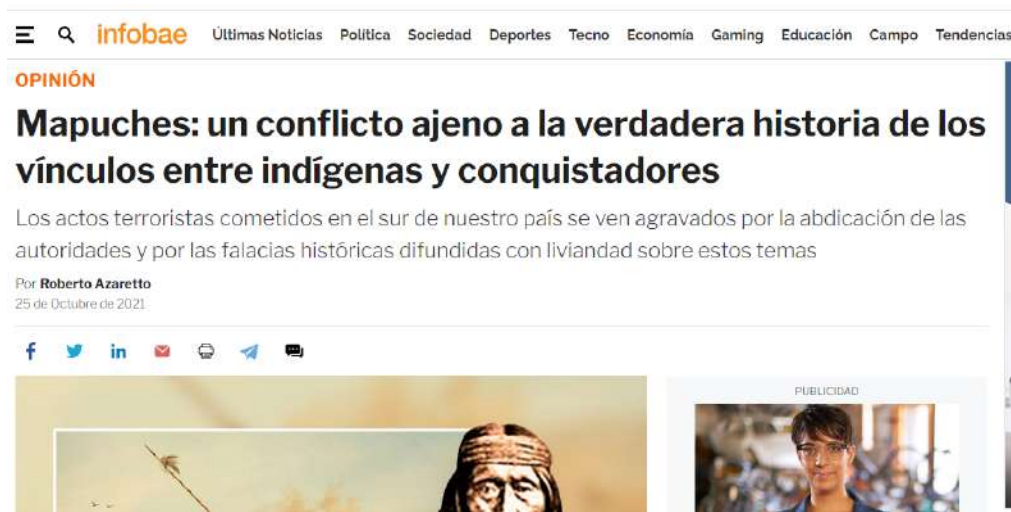 infobae Últimas Noticias Política Sociedad Deportes Tecno Economía Gaming Educación Campo Tendencias
OPINIÓN
Mapuches: un conflicto ajeno a la verdadera historia de los
vínculos entre indígenas y conquistadores
Los actos terroristas cometidos en el sur de nuestro país se ven agravados por la abdicación de las
autoridades y por las falacias históricas difundidas con liviandad sobre estos temas
Por Roberto Azaretto
25 de Octubre de 2021
PUBLICIDAD